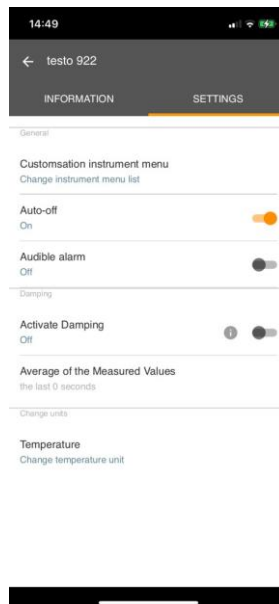 14:49
testo 922
INFORMATION SETTINGS
General
Customsation instrument menu
Change instrument menu list
Auto-off
On
Audible alarm
Off
Damping
Activate Damping
Off
Average of the Measured Values
the last 0 seconds
Change units
Temperature
Change temperature unit